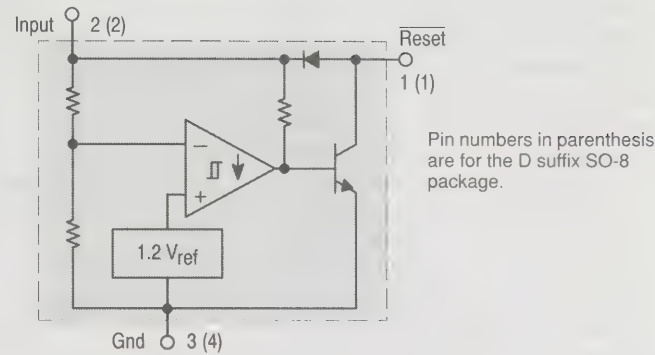 Input 2 (2)
Reset
1 (1)
Pin numbers in parenthesis
are for the D suffix SO-8
package.
−
+
1.2 Vref
Gnd 3 (4)